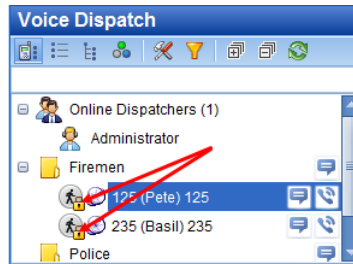 Voice Dispatch
Online Dispatchers (1)
Administrator
Firemen
125 (Pete) 125
235 (Basil) 235
Police